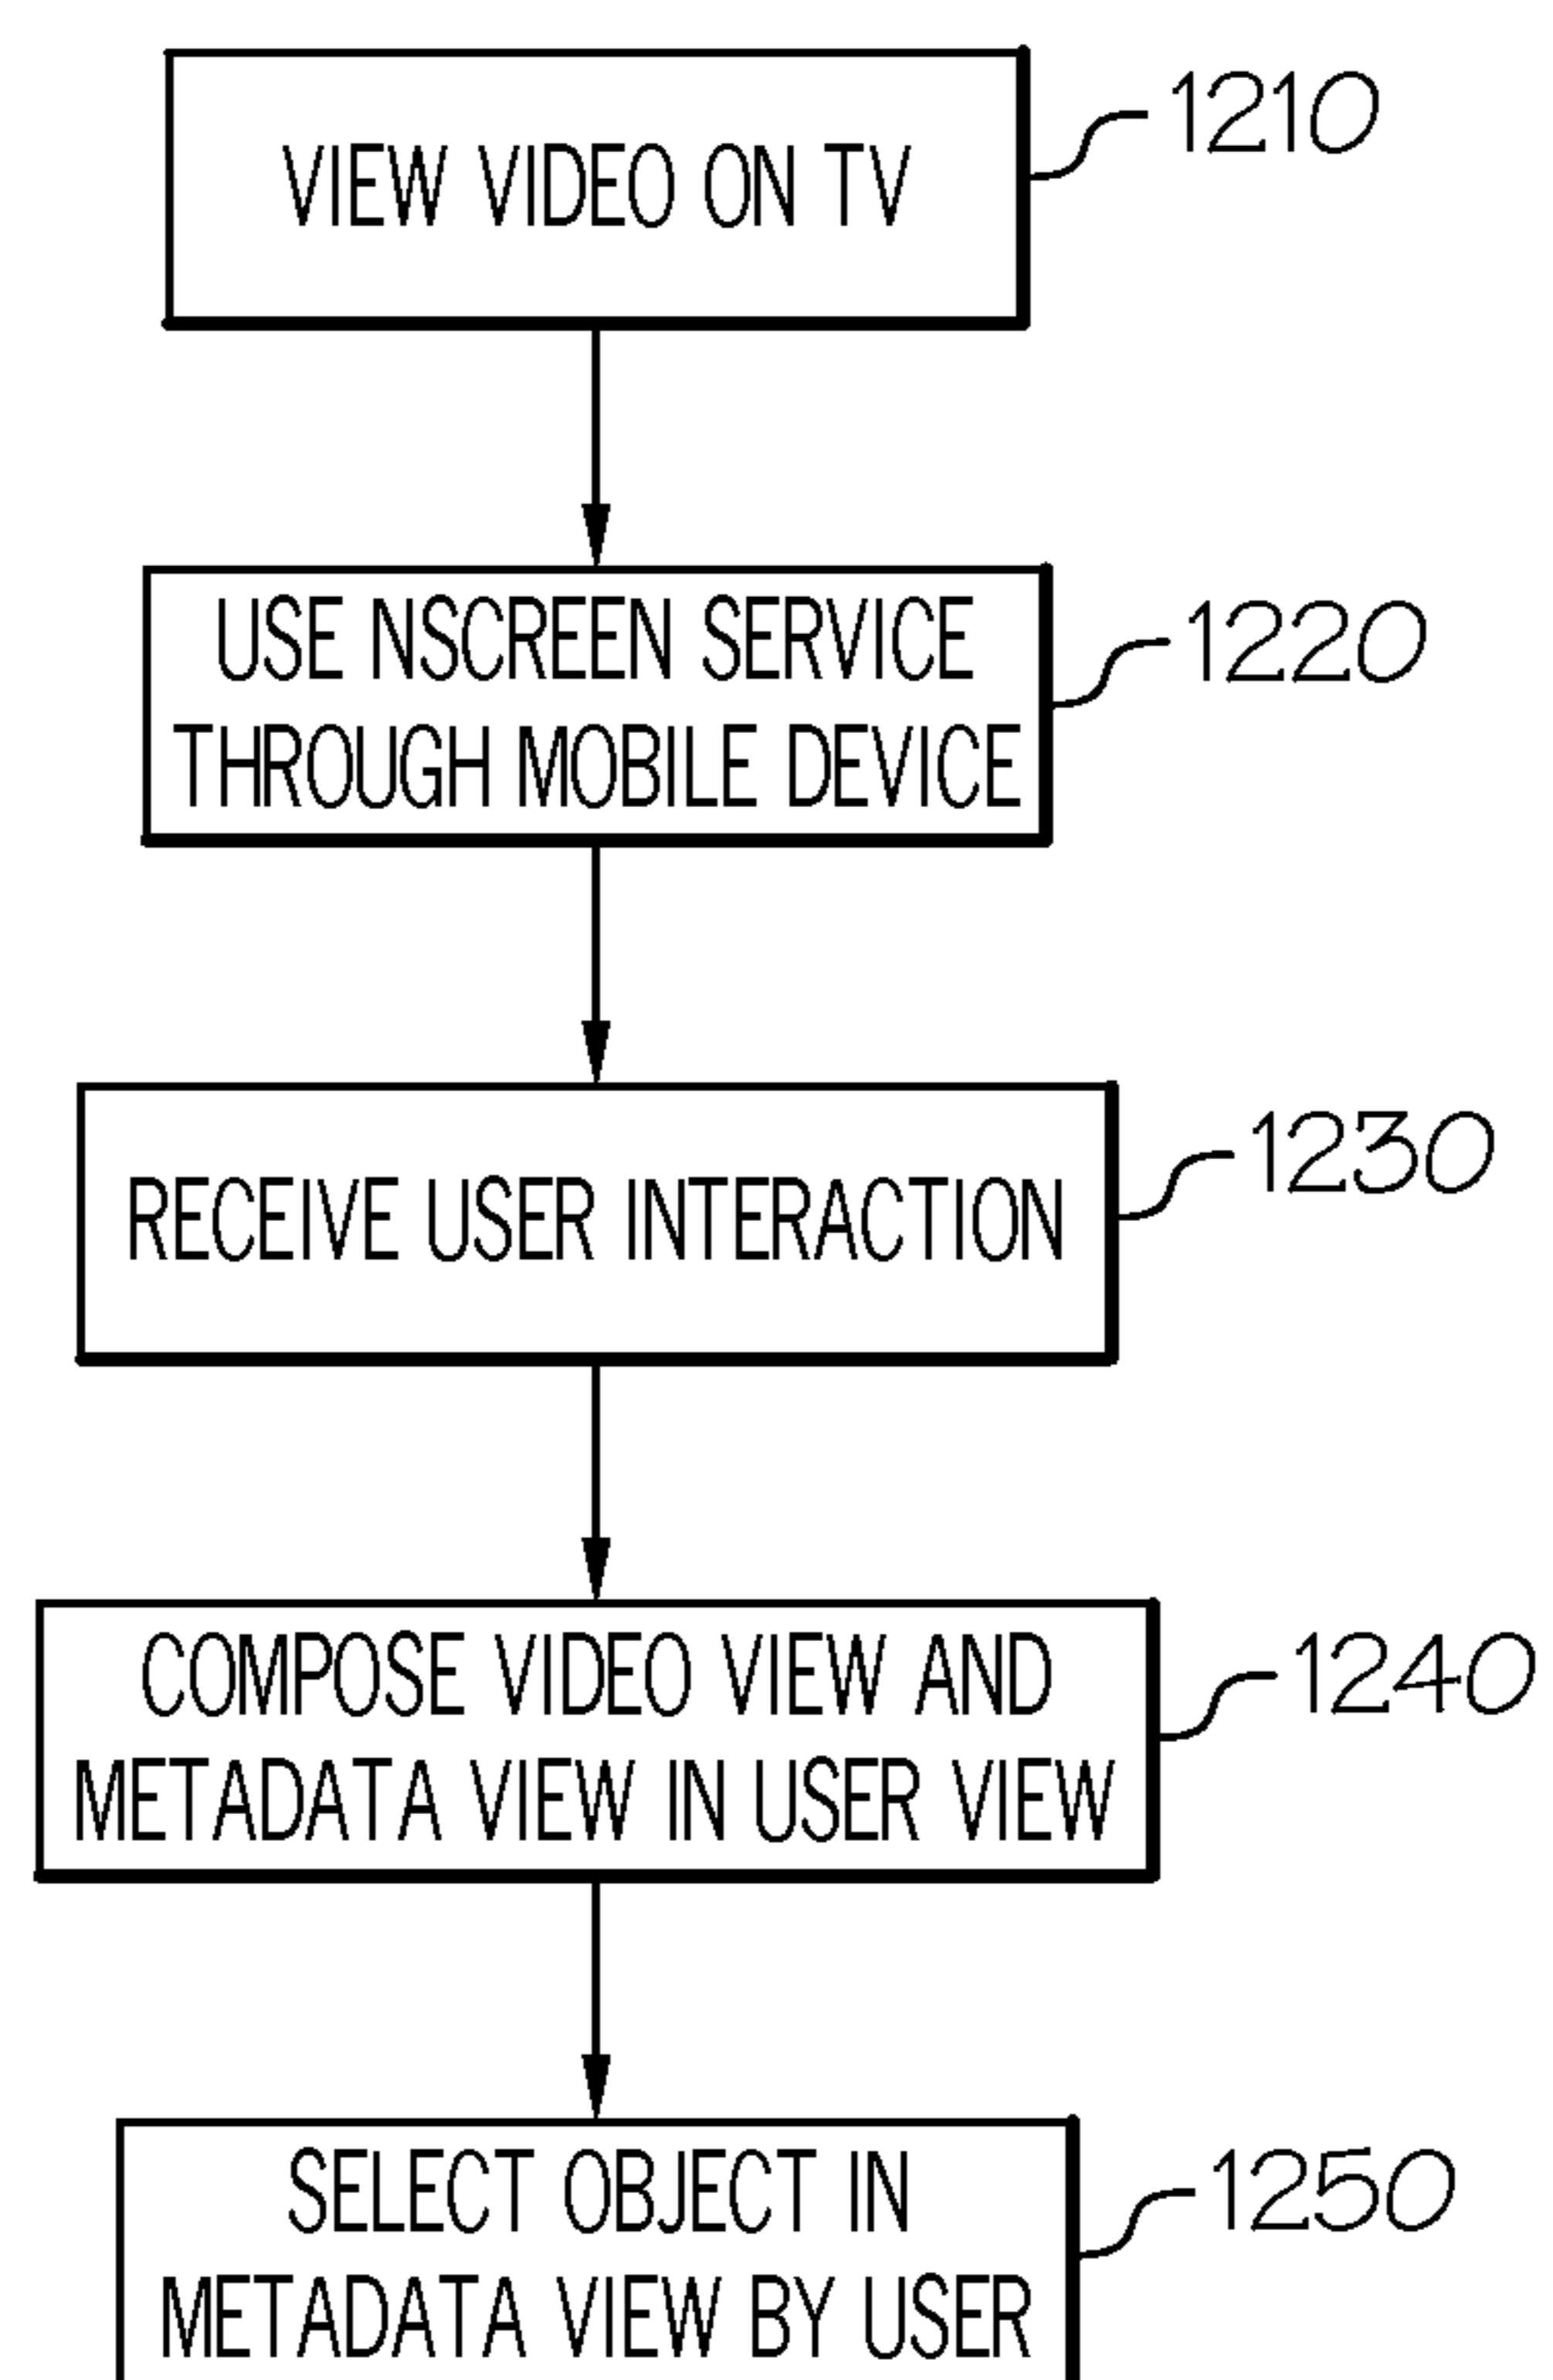 VIEW VIDEO ON TV
1210
USE NSCREEN SERVICE
THROUGH MOBILE DEVICE
1220
RECEIVE USER INTERACTION
1230
COMPOSE VIDEO VIEW AND
METADATA VIEW IN USER VIEW
1240
SELECT OBJECT IN
METADATA VIEW BY USER
1250